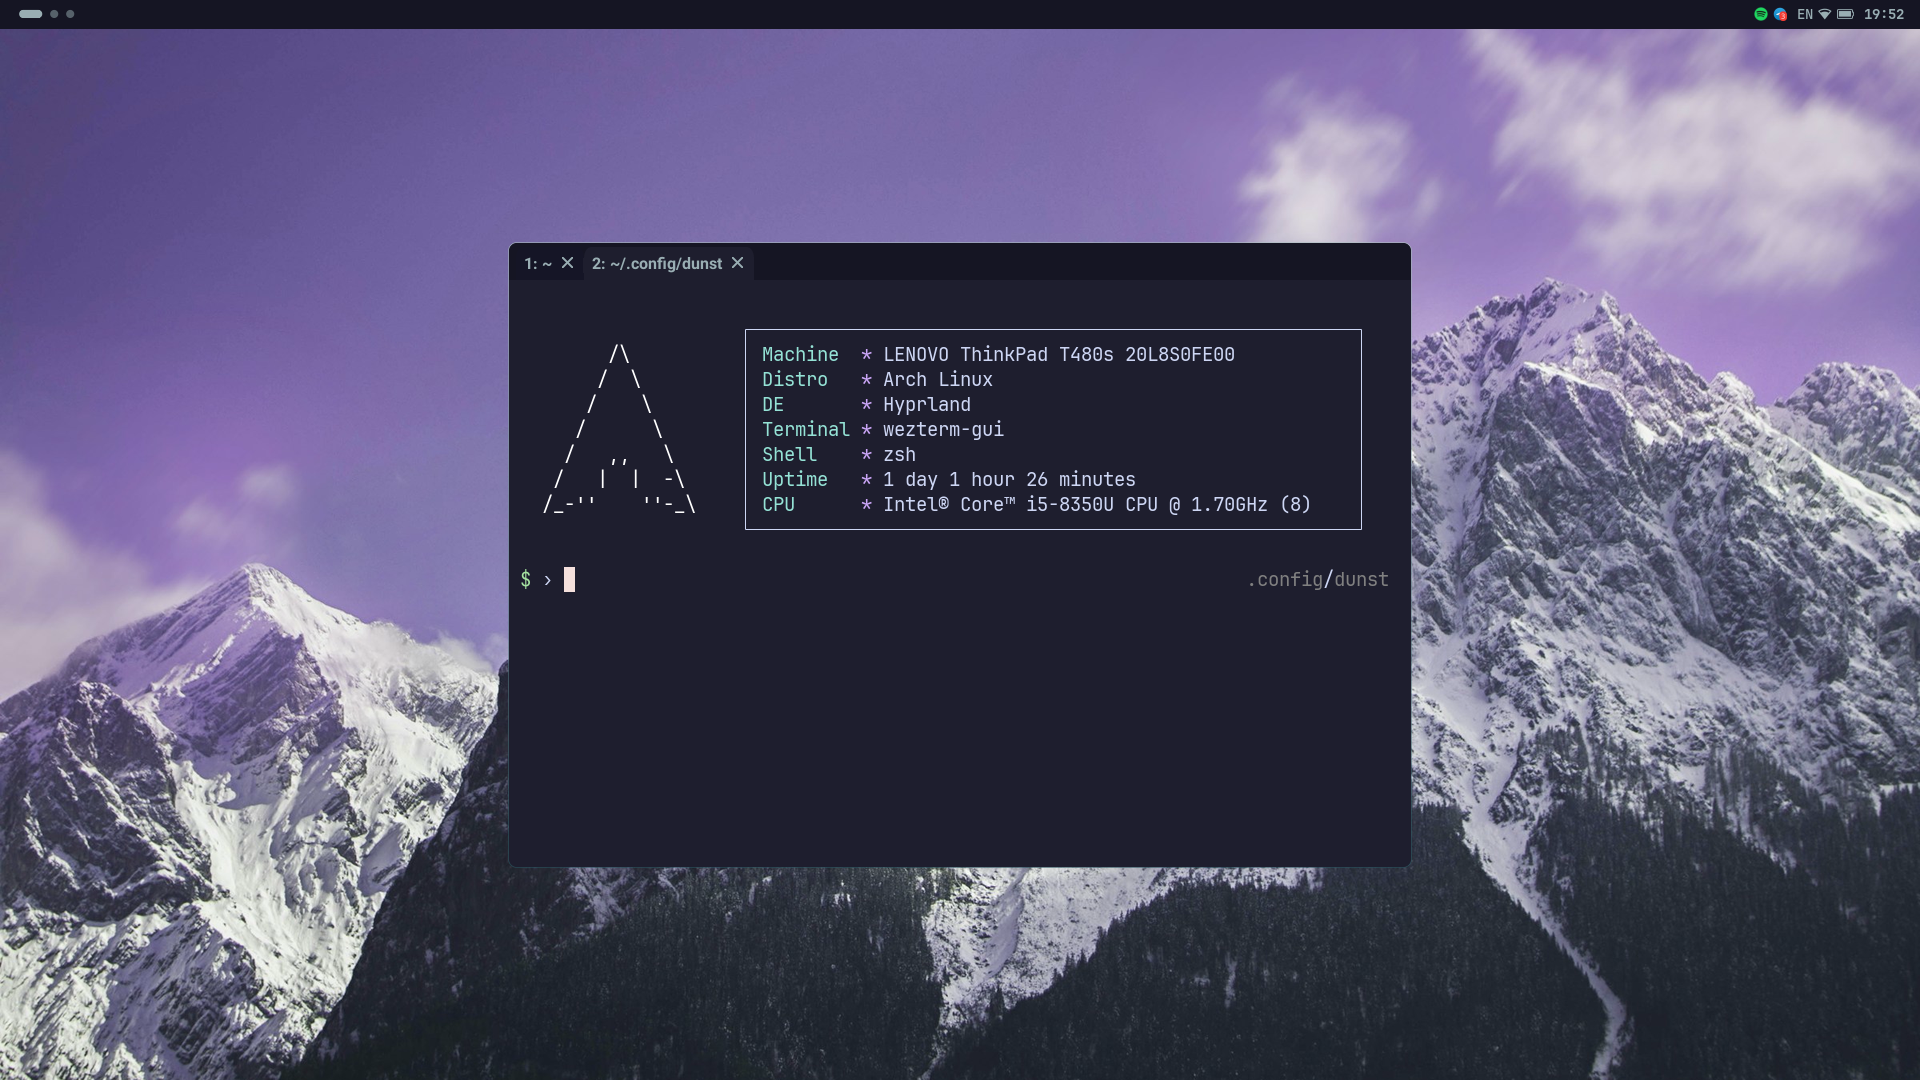 EN 19:52
1: ~ ✕ 2: ~/.config/dunst ✕
Machine * LENOVO ThinkPad T480s 20L8S0FE00
Distro * Arch Linux
DE * Hyprland
Terminal * wezterm-gui
Shell * zsh
Uptime * 1 day 1 hour 26 minutes
CPU * Intel® Core™ i5-8350U CPU @ 1.70GHz (8)
$ › .config/dunst